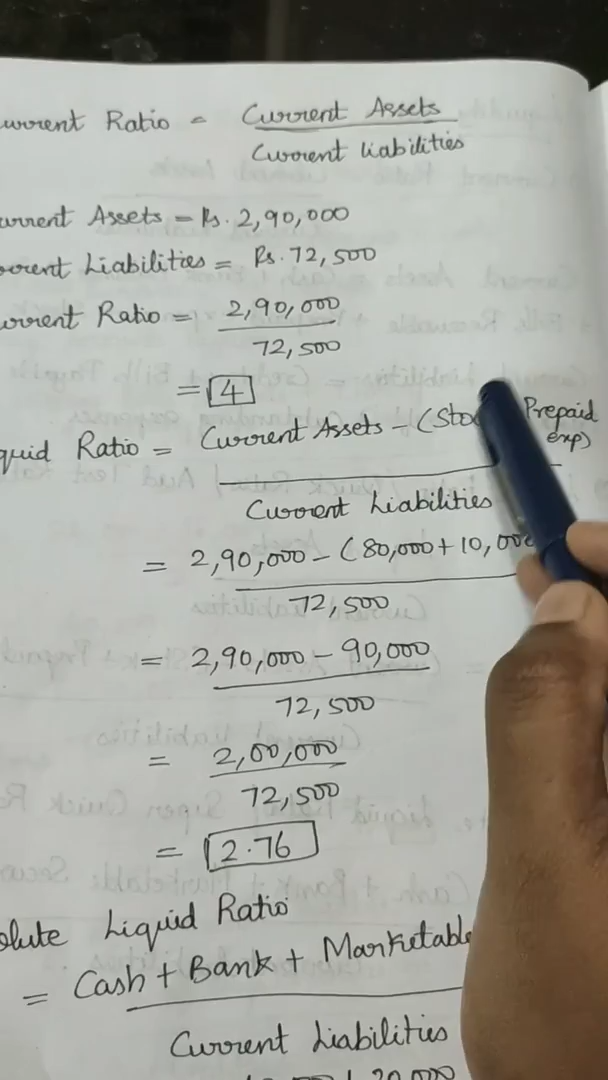 Current Ratio = Current Assets
Current Liabilities
Current Assets = Rs. 2,90,000
Current Liabilities = Rs. 72,500
Current Ratio = 2,90,000
72,500
= 4
Ratio = Current Assets - ( Prepaid
exp)
Current Liabilities
= 2,90,000 - (80,000 + 10,000
72,500
= 2,90,000 - 90,000
72,500
= 2,00,000
72,500
= 2.76
Liquid Ratio
= Cash + Bank + Marketable
Current Liabilities